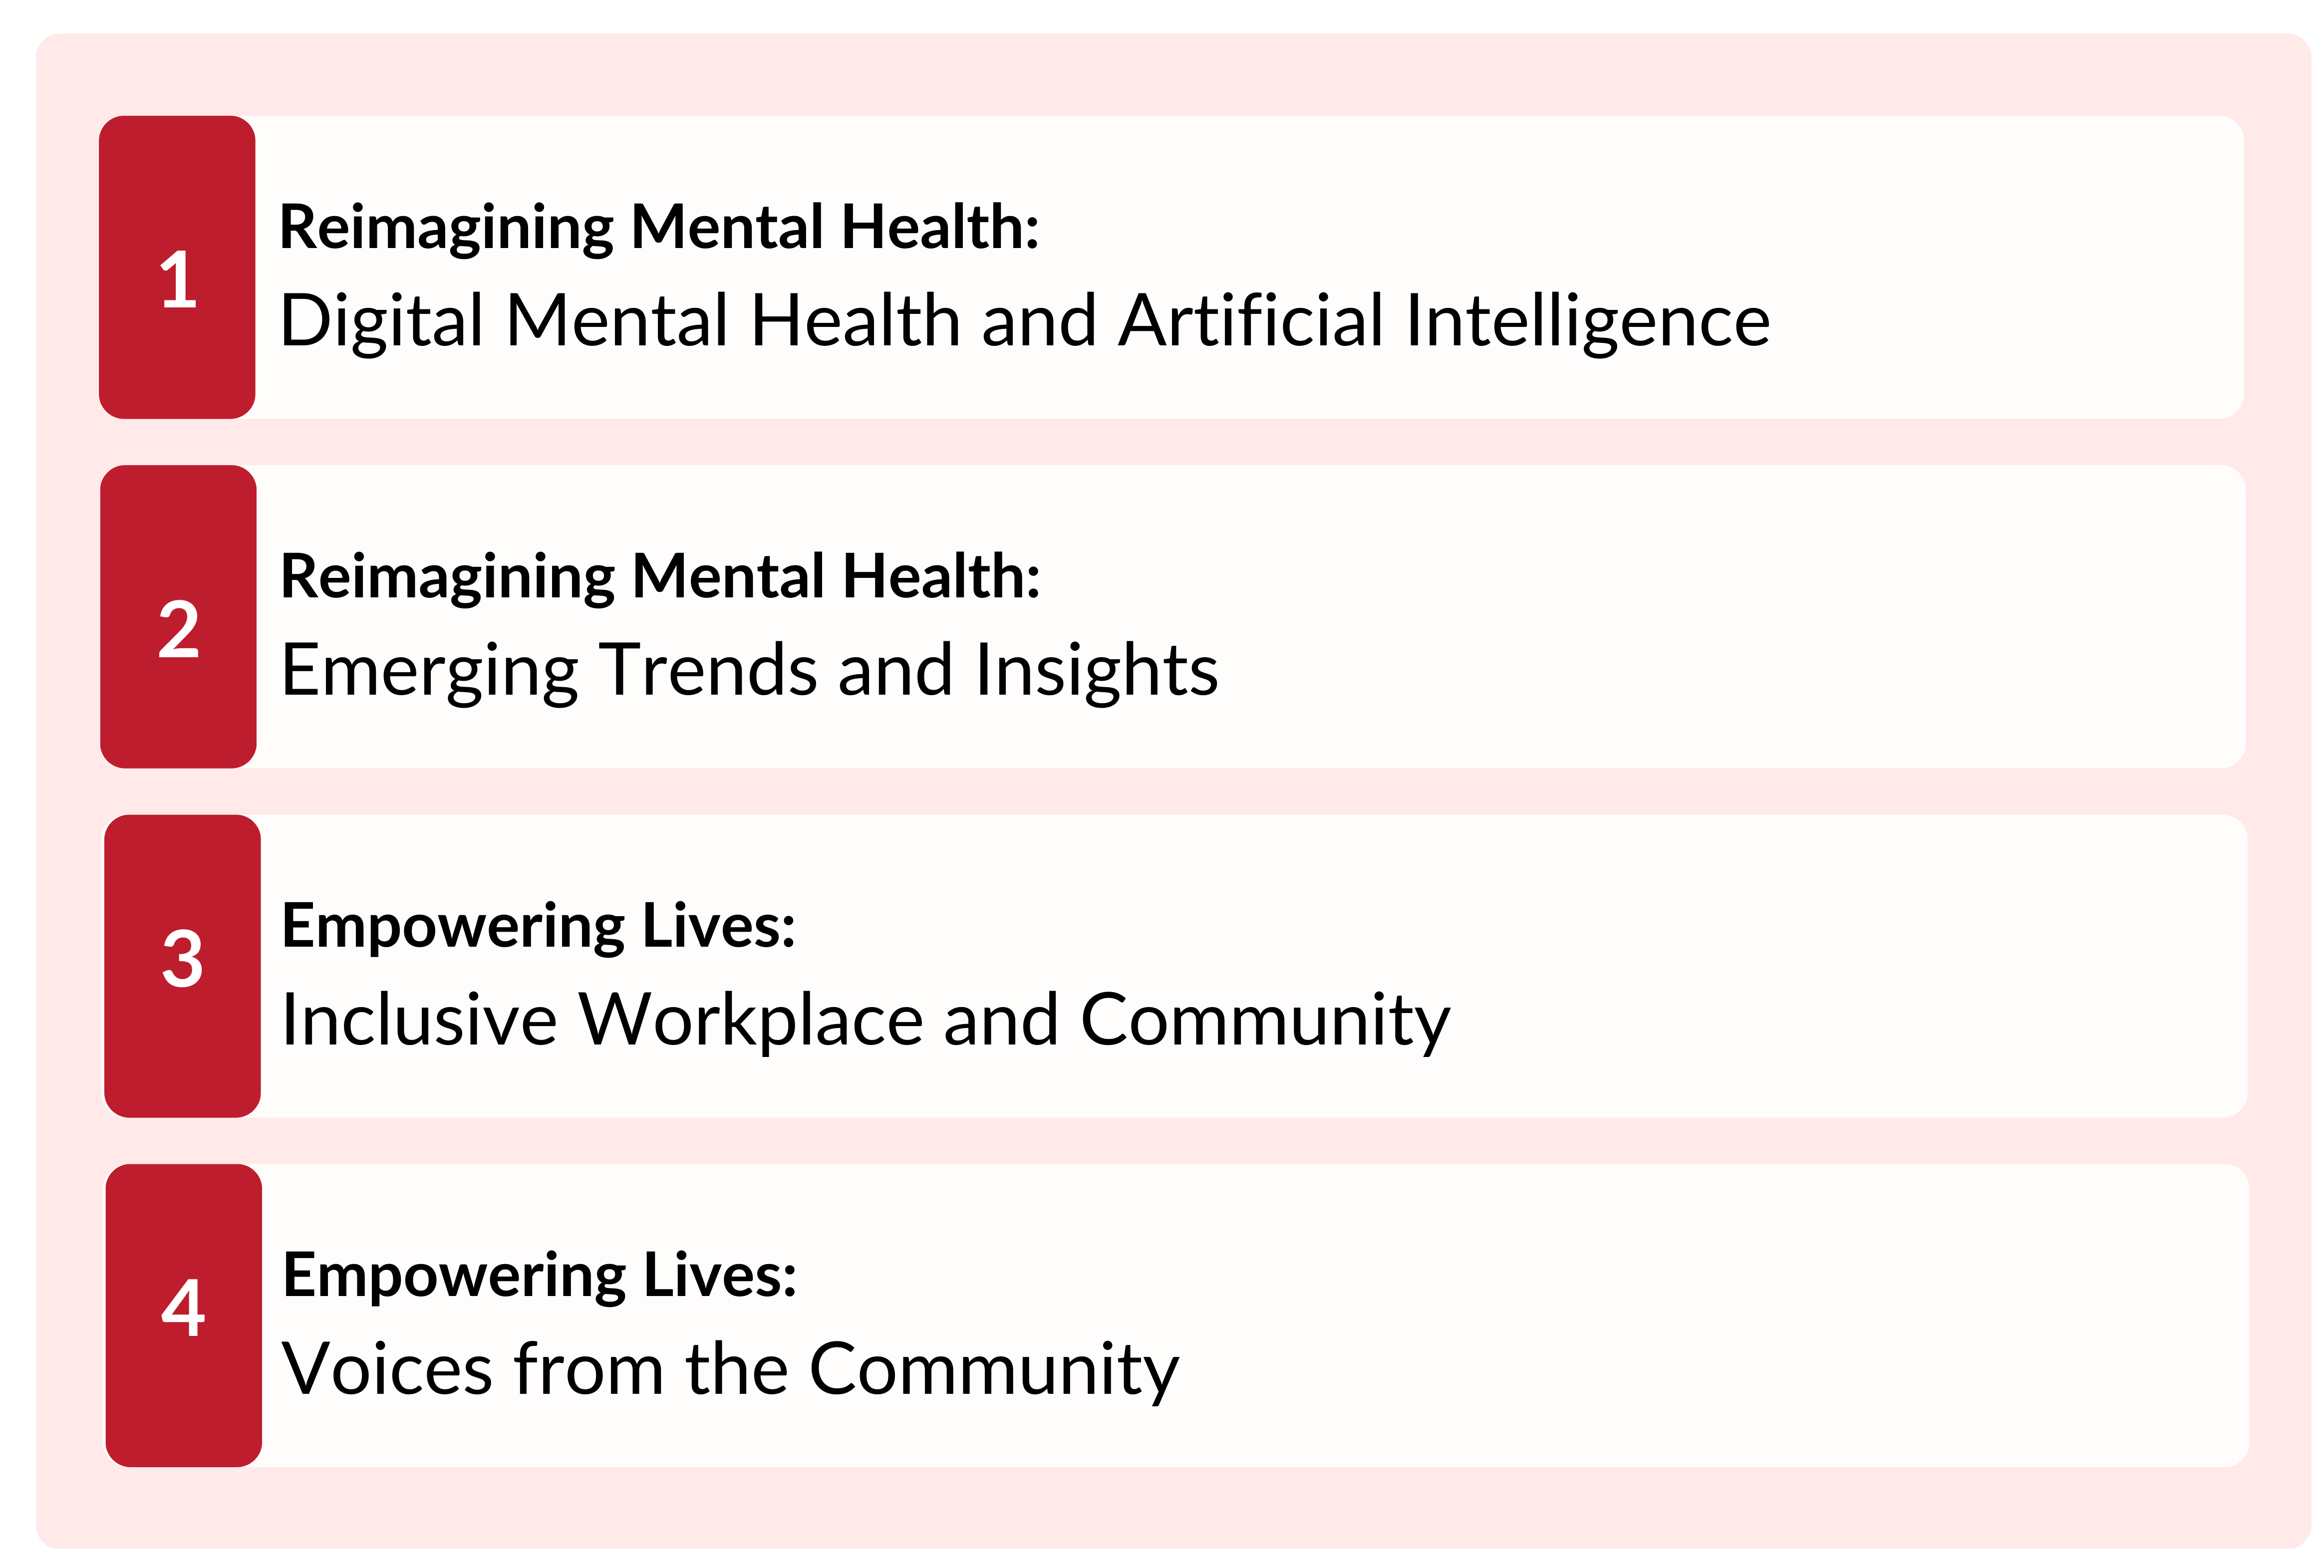 1
Reimagining Mental Health:
Digital Mental Health and Artificial Intelligence
2
Reimagining Mental Health:
Emerging Trends and Insights
3
Empowering Lives:
Inclusive Workplace and Community
4
Empowering Lives:
Voices from the Community